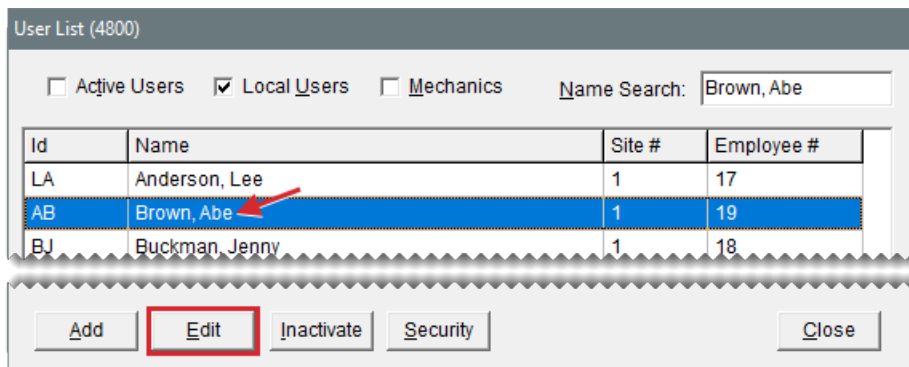 User List (4800)
Active Users Local Users Mechanics Name Search: Brown, Abe
Id Name Site # Employee #
LA Anderson, Lee 1 17
AB Brown, Abe 1 19
BJ Buckman, Jenny 1 18
Add Edit Inactivate Security Close